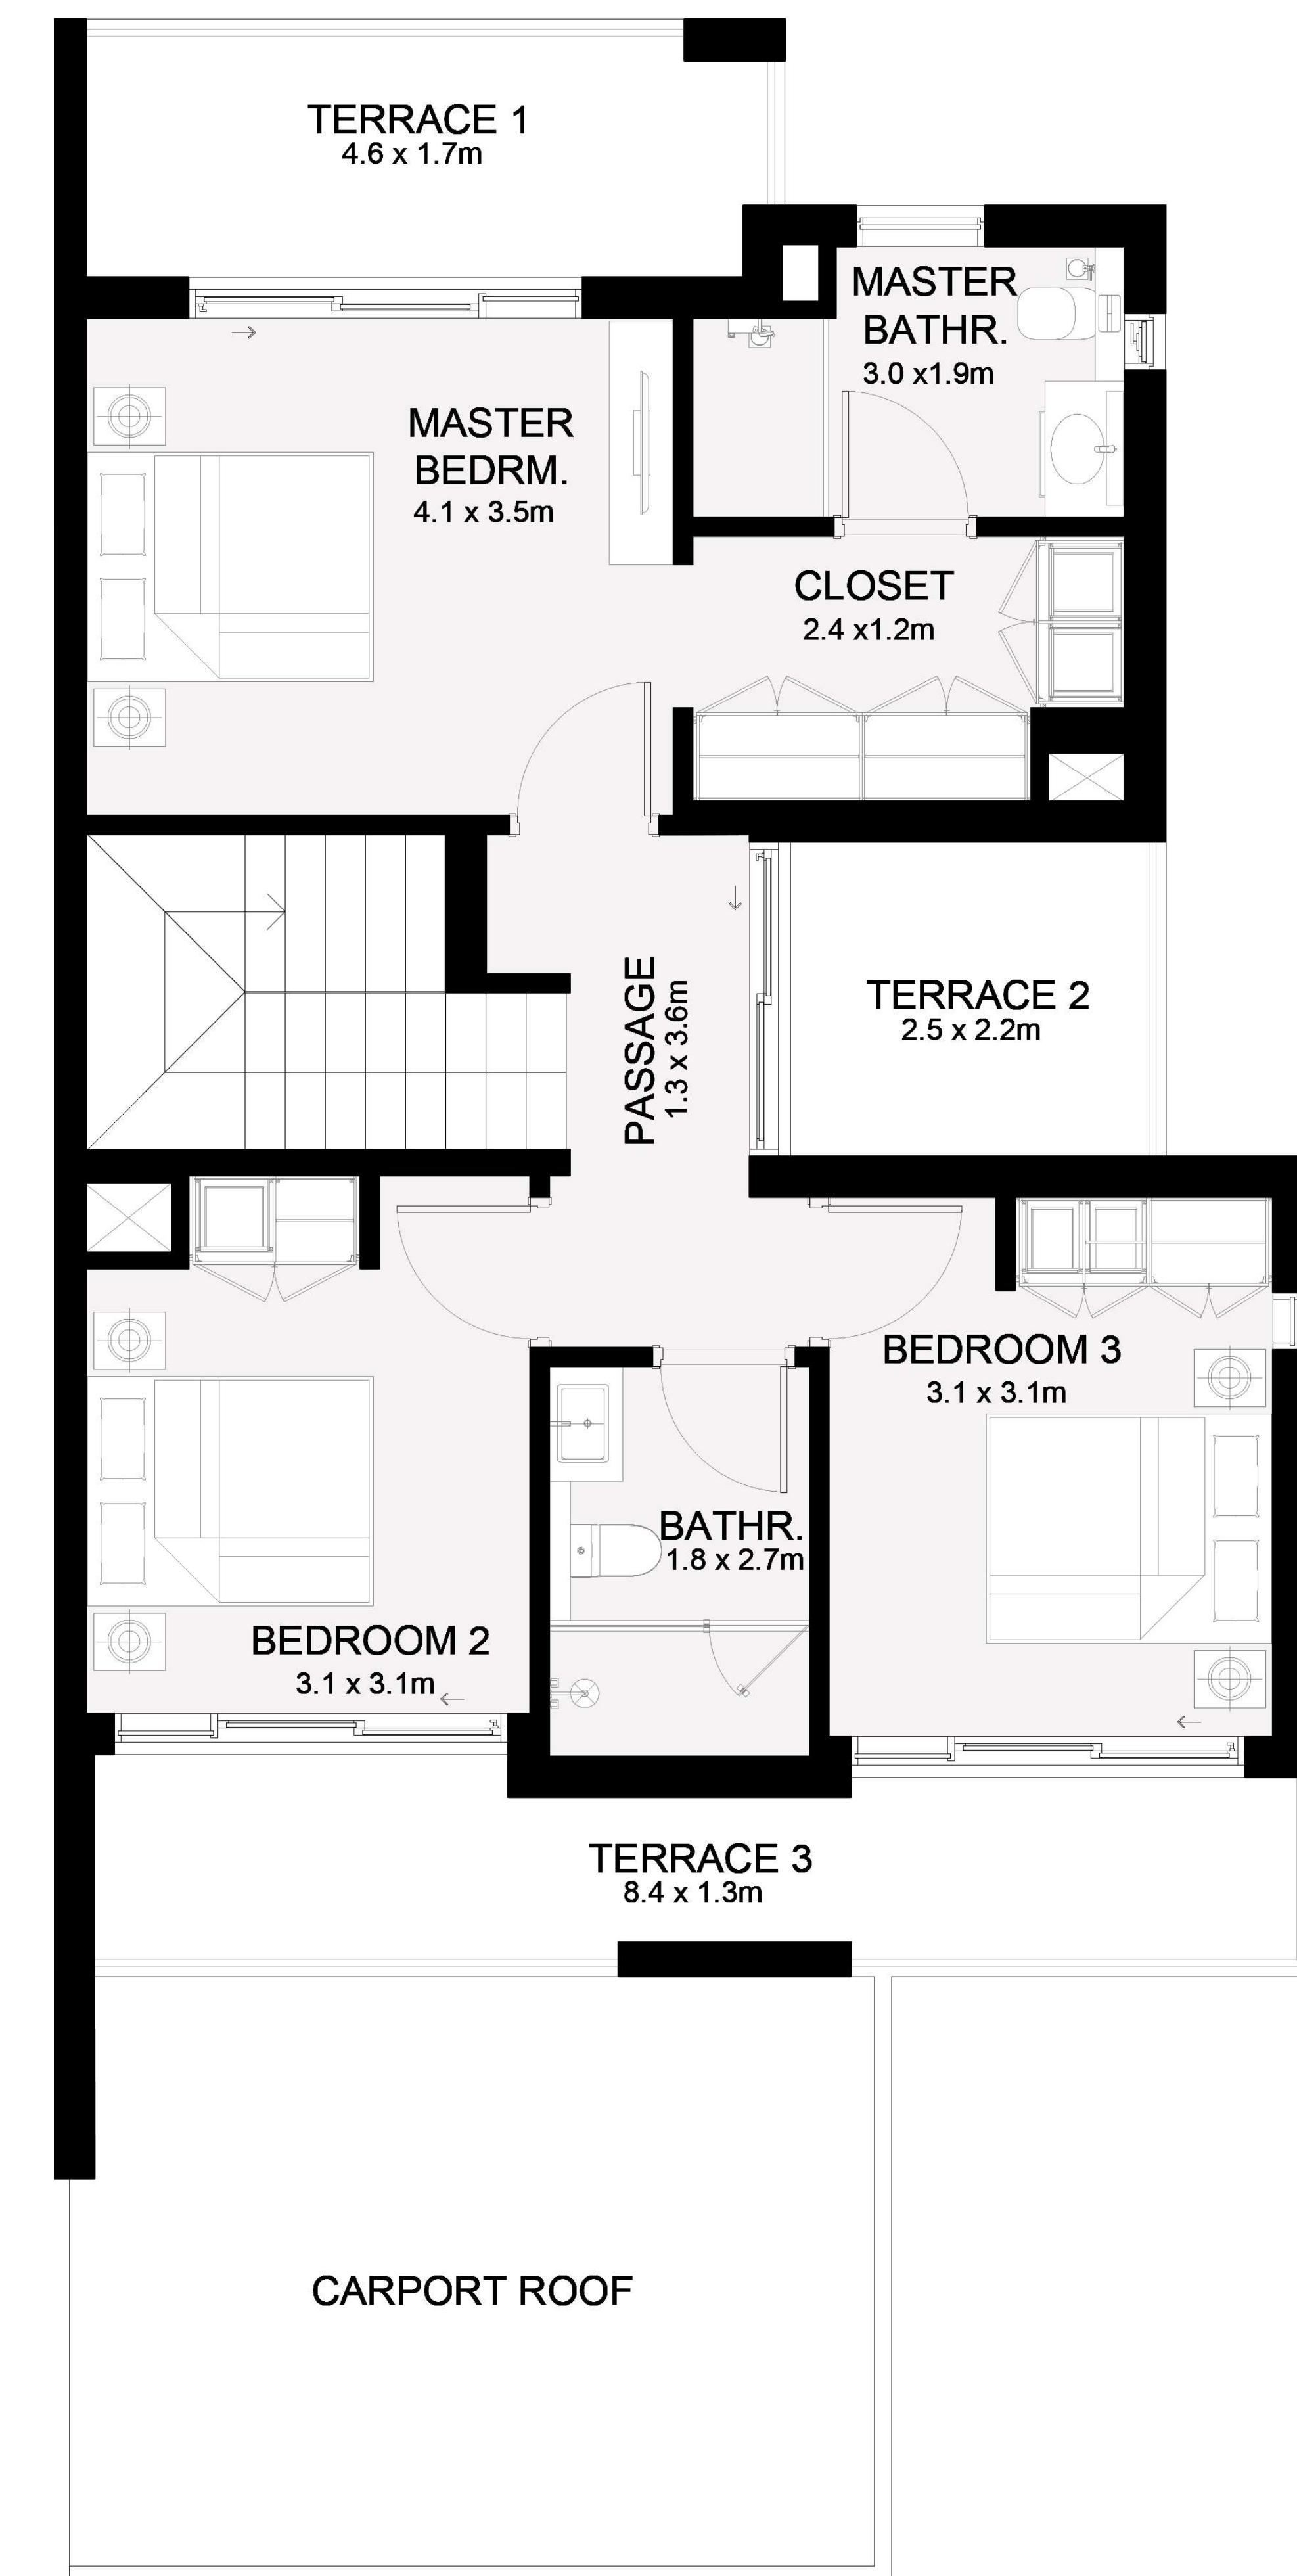 TERRACE 1
4.6 x 1.7m
MASTER
BATHR.
3.0 x1.9m
MASTER
BEDRM.
4.1 x 3.5m
CLOSET
2.4 x1.2m
PASSAGE
1.3 x 3.6m
TERRACE 2
2.5 x 2.2m
BEDROOM 3
3.1 x 3.1m
BATHR.
1.8 x 2.7m
BEDROOM 2
3.1 x 3.1m
TERRACE 3
8.4 x 1.3m
CARPORT ROOF